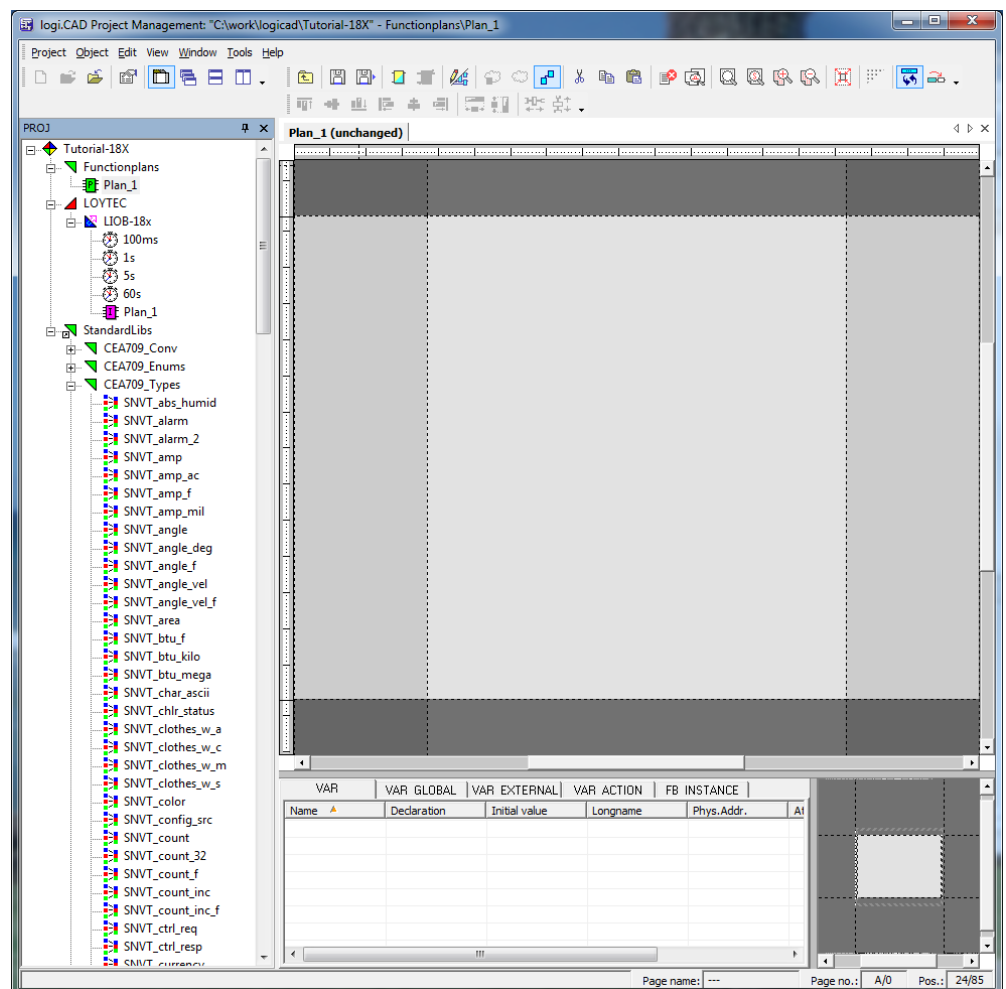 logi.CAD Project Management: "C:\work\logicad\Tutorial-18X" - Functionplans\Plan_1
Project Object Edit View Window Tools Help
PROJ
Plan_1 (unchanged)
Tutorial-18X
Functionplans
Plan_1
LOYTEC
LIOB-18x
100ms
1s
5s
60s
Plan_1
StandardLibs
CEA709_Conv
CEA709_Enums
CEA709_Types
SNVT_abs_humid
SNVT_alarm
SNVT_alarm_2
SNVT_amp
SNVT_amp_ac
SNVT_amp_f
SNVT_amp_mil
SNVT_angle
SNVT_angle_deg
SNVT_angle_f
SNVT_angle_vel
SNVT_angle_vel_f
SNVT_area
SNVT_btu_f
SNVT_btu_kilo
SNVT_btu_mega
SNVT_char_ascii
SNVT_chlr_status
SNVT_clothes_w_a
SNVT_clothes_w_c
SNVT_clothes_w_m
SNVT_clothes_w_s
SNVT_color
SNVT_config_src
SNVT_count
SNVT_count_32
SNVT_count_f
SNVT_count_inc
SNVT_count_inc_f
SNVT_ctrl_req
SNVT_ctrl_resp
SNVT_currency
VAR VAR GLOBAL VAR EXTERNAL VAR ACTION FB INSTANCE
Name Declaration Initial value Longname Phys.Addr. At
Page name: --- Page no.: A/0 Pos.: 24/85